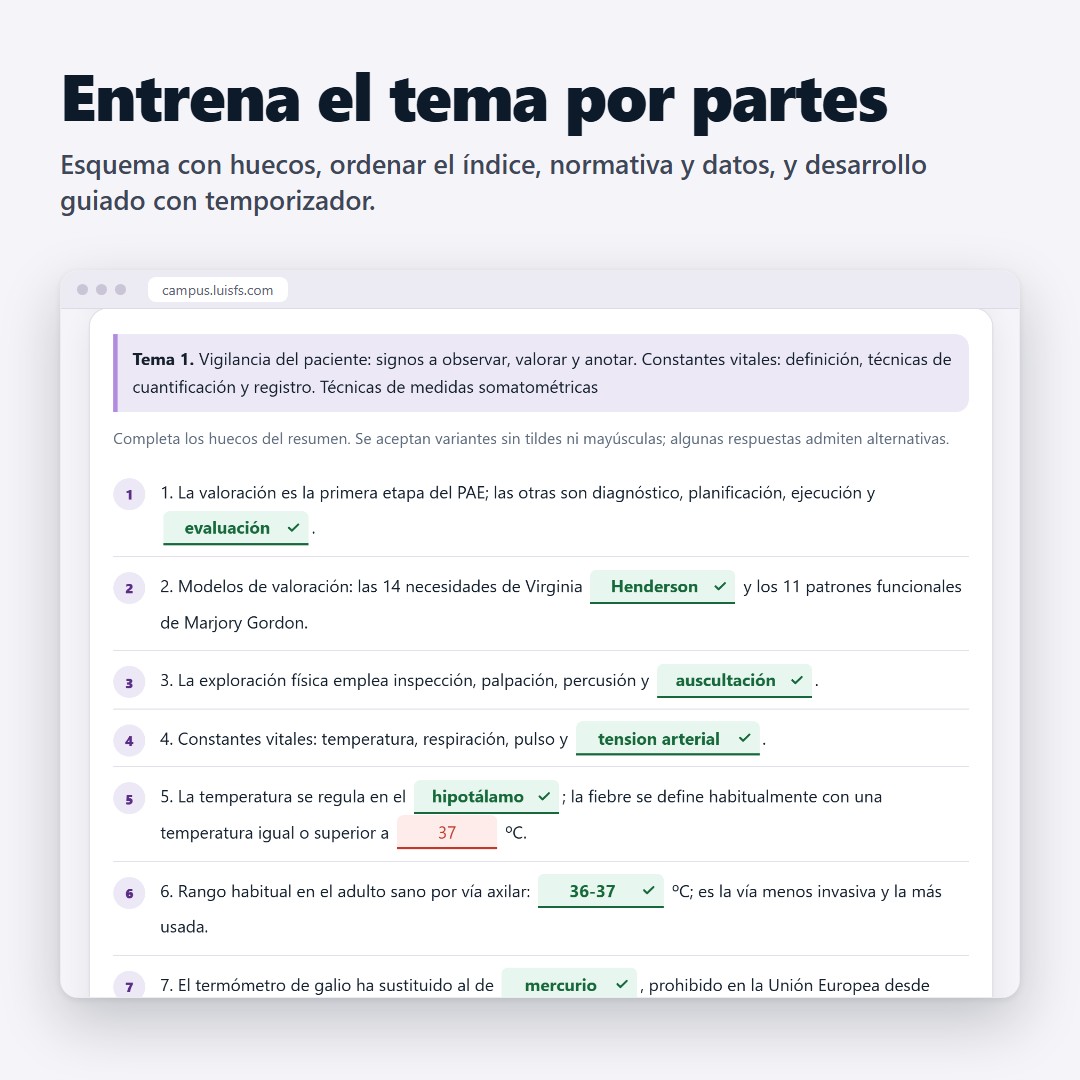 Entrena el tema por partes
Esquema con huecos, ordenar el índice, normativa y datos, y desarrollo
guiado con temporizador.
campus.luisfs.com
Tema 1. Vigilancia del paciente: signos a observar, valorar y anotar. Constantes vitales: definición, técnicas de
cuantificación y registro. Técnicas de medidas somatométricas
Completa los huecos del resumen. Se aceptan variantes sin tildes ni mayúsculas; algunas respuestas admiten alternativas.
1 1. La valoración es la primera etapa del PAE; las otras son diagnóstico, planificación, ejecución y
evaluación ✓ .
2 2. Modelos de valoración: las 14 necesidades de Virginia Henderson ✓ y los 11 patrones funcionales
de Marjory Gordon.
3 3. La exploración física emplea inspección, palpación, percusión y auscultación ✓ .
4 4. Constantes vitales: temperatura, respiración, pulso y tension arterial ✓ .
5 5. La temperatura se regula en el hipotálamo ✓ ; la fiebre se define habitualmente con una
temperatura igual o superior a 37 ºC.
6 6. Rango habitual en el adulto sano por vía axilar: 36-37 ✓ ºC; es la vía menos invasiva y la más
usada.
7 7. El termómetro de galio ha sustituido al de mercurio ✓ , prohibido en la Unión Europea desde